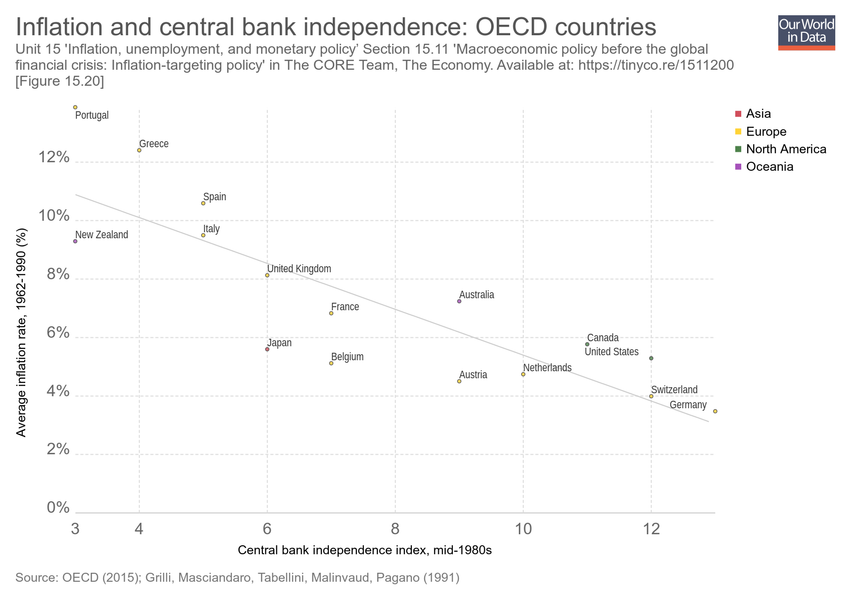 Inflation and central bank independence: OECD countries
Our World
in Data
Unit 15 'Inflation, unemployment, and monetary policy' Section 15.11 'Macroeconomic policy before the global
financial crisis: Inflation-targeting policy' in The CORE Team, The Economy. Available at: https://tinyco.re/1511200
[Figure 15.20]
Asia
Europe
North America
Oceania
Average inflation rate, 1962-1990 (%)
12%
10%
8%
6%
4%
2%
0%
Portugal
Greece
Spain
Italy
New Zealand
United Kingdom
Australia
France
Canada
Japan
United States
Belgium
Netherlands
Austria
Switzerland
Germany
3
4
6
8
10
12
Central bank independence index, mid-1980s
Source: OECD (2015); Grilli, Masciandaro, Tabellini, Malinvaud, Pagano (1991)